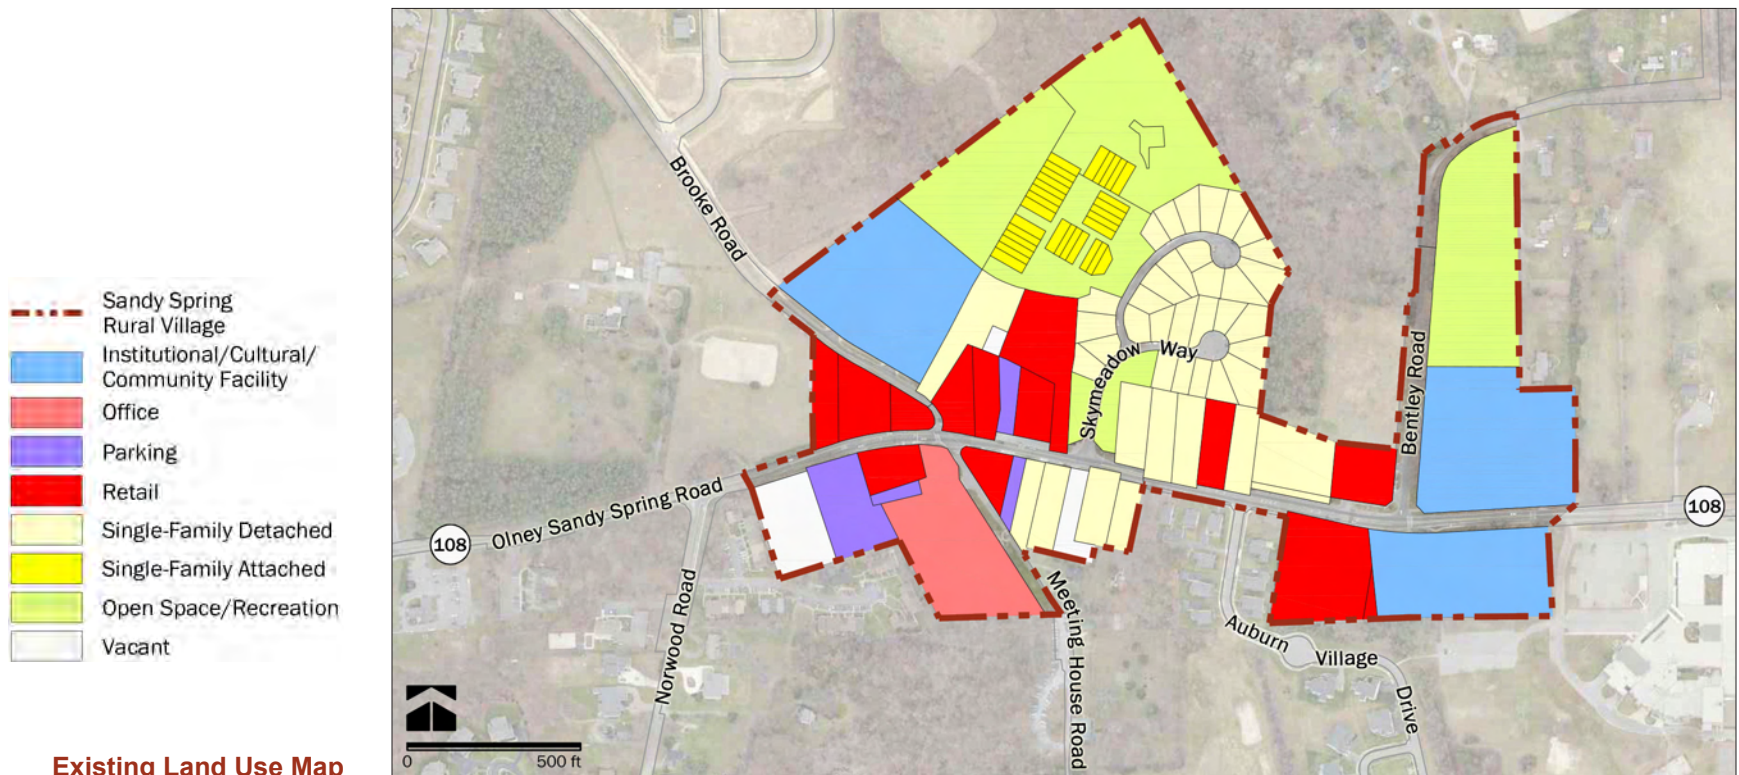 Sandy Spring
Rural Village
Institutional/Cultural/
Community Facility
Office
Parking
Retail
Single-Family Detached
Single-Family Attached
Open Space/Recreation
Vacant
Existing Land Use Map
Brooke Road
Skymeadow Way
Bentley Road
108
Olney Sandy Spring Road
108
Norwood Road
Meeting House Road
Auburn Village Drive
0 500 ft